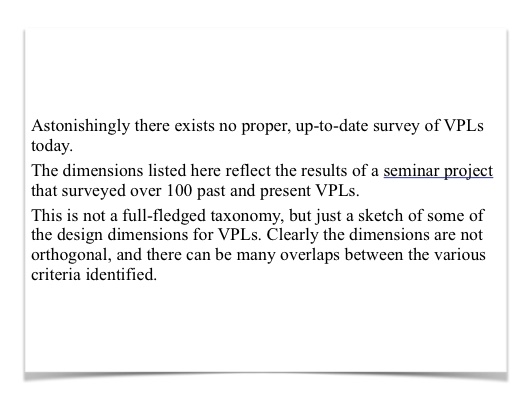 Astonishingly there exists no proper, up-to-date survey of VPLs
today.
The dimensions listed here reflect the results of a seminar project
that surveyed over 100 past and present VPLs.
This is not a full-fledged taxonomy, but just a sketch of some of
the design dimensions for VPLs. Clearly the dimensions are not
orthogonal, and there can be many overlaps between the various
criteria identified.